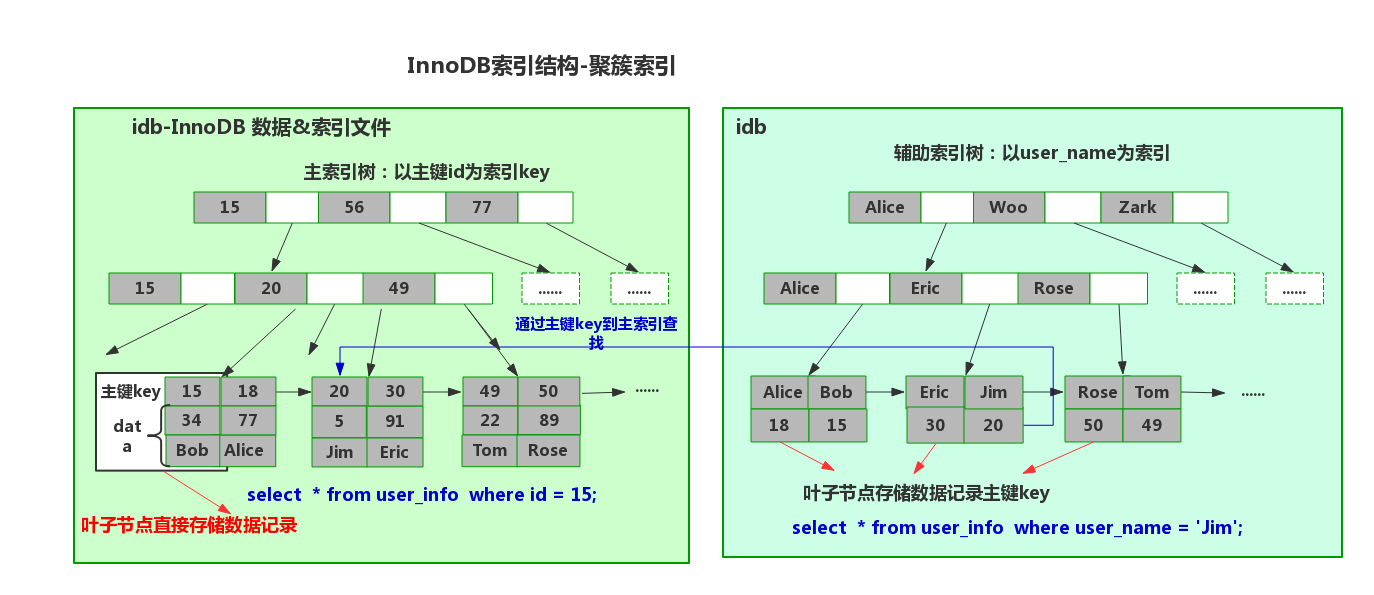 InnoDB索引结构-聚簇索引
idb-InnoDB 数据&索引文件
主索引树：以主键id为索引key
15 56 77
15 20 49 ...... ......
通过主键key到主索引查
找
主键key 15 18 20 30 49 50 ......
dat
a
34 77 5 91 22 89
Bob Alice Jim Eric Tom Rose
select * from user_info where id = 15;
叶子节点直接存储数据记录
idb
辅助索引树：以user_name为索引
Alice Woo Zark
Alice Eric Rose ...... ......
Alice Bob Eric Jim Rose Tom ......
18 15 30 20 50 49
叶子节点存储数据记录主键key
select * from user_info where user_name = 'Jim';